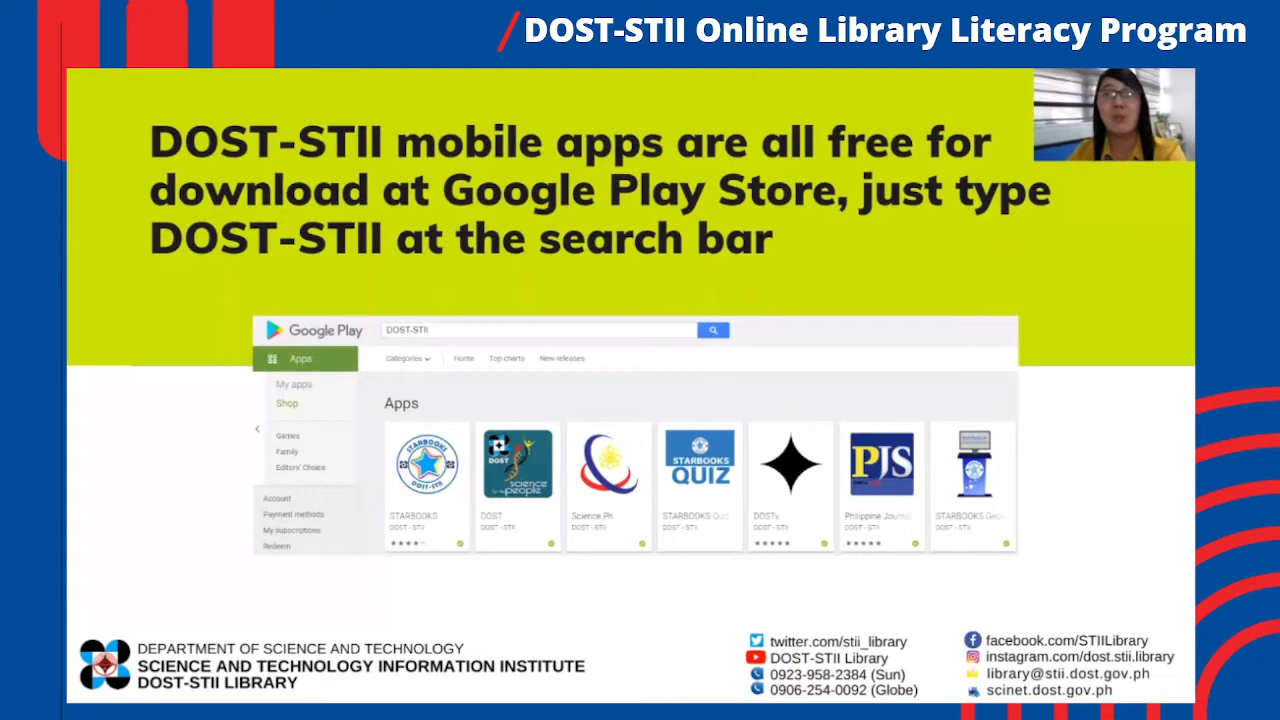 DOST-STII Online Library Literacy Program
DOST-STII mobile apps are all free for
download at Google Play Store, just type
DOST-STII at the search bar
Google Play
DOST-STII
Apps
Categories
Home
Top charts
New releases
My apps
Shop
Games
Family
Editors' Choice
Account
Payment methods
My subscriptions
Redeem
Apps
STARBOOKS
DOST-STII
DOST
science
for the
people
STARBOOKS
QUIZ
PJS
STARBOOKS
DOST - STII
DOST
DOST - STII
Science Ph
DOST - STII
STARBOOKS Qui
DOST - STII
DOSTv
DOST - STII
Philippine Journa
DOST - STII
STARBOOKS
DOST - STII
DEPARTMENT OF SCIENCE AND TECHNOLOGY
SCIENCE AND TECHNOLOGY INFORMATION INSTITUTE
DOST-STII LIBRARY
twitter.com/stii_library
DOST-STII Library
0923-958-2384 (Sun)
0906-254-0092 (Globe)
facebook.com/STIILibrary
instagram.com/dost.stii.library
library@stii.dost.gov.ph
scinet.dost.gov.ph